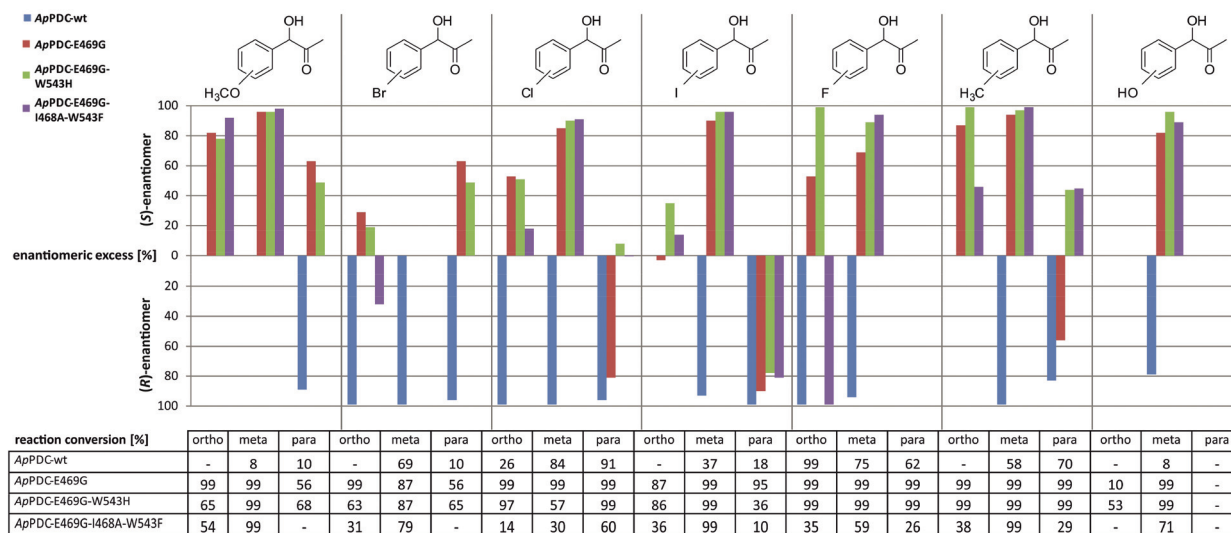 ApPDC-wt
ApPDC-E469G
ApPDC-E469G-
W543H
ApPDC-E469G-
I468A-W543F
OH OH OH OH OH OH OH
O O O O O O O
H₃CO Br Cl I F H₃C HO
100
80
60
40
20
(S)-enantiomer
enantiomeric excess [%] 0
20
40
60
80
100
(R)-enantiomer
reaction conversion [%] ortho meta para ortho meta para ortho meta para ortho meta para ortho meta para ortho meta para ortho meta para
ApPDC-wt - 8 10 - 69 10 26 84 91 - 37 18 99 75 62 - 58 70 - 8 -
ApPDC-E469G 99 99 56 99 87 56 99 99 99 87 99 95 99 99 99 99 99 99 10 99 -
ApPDC-E469G-W543H 65 99 68 63 87 65 97 57 99 86 99 36 99 99 99 99 99 99 53 99 -
ApPDC-E469G-I468A-W543F 54 99 - 31 79 - 14 30 60 36 99 10 35 59 26 38 99 29 - 71 -